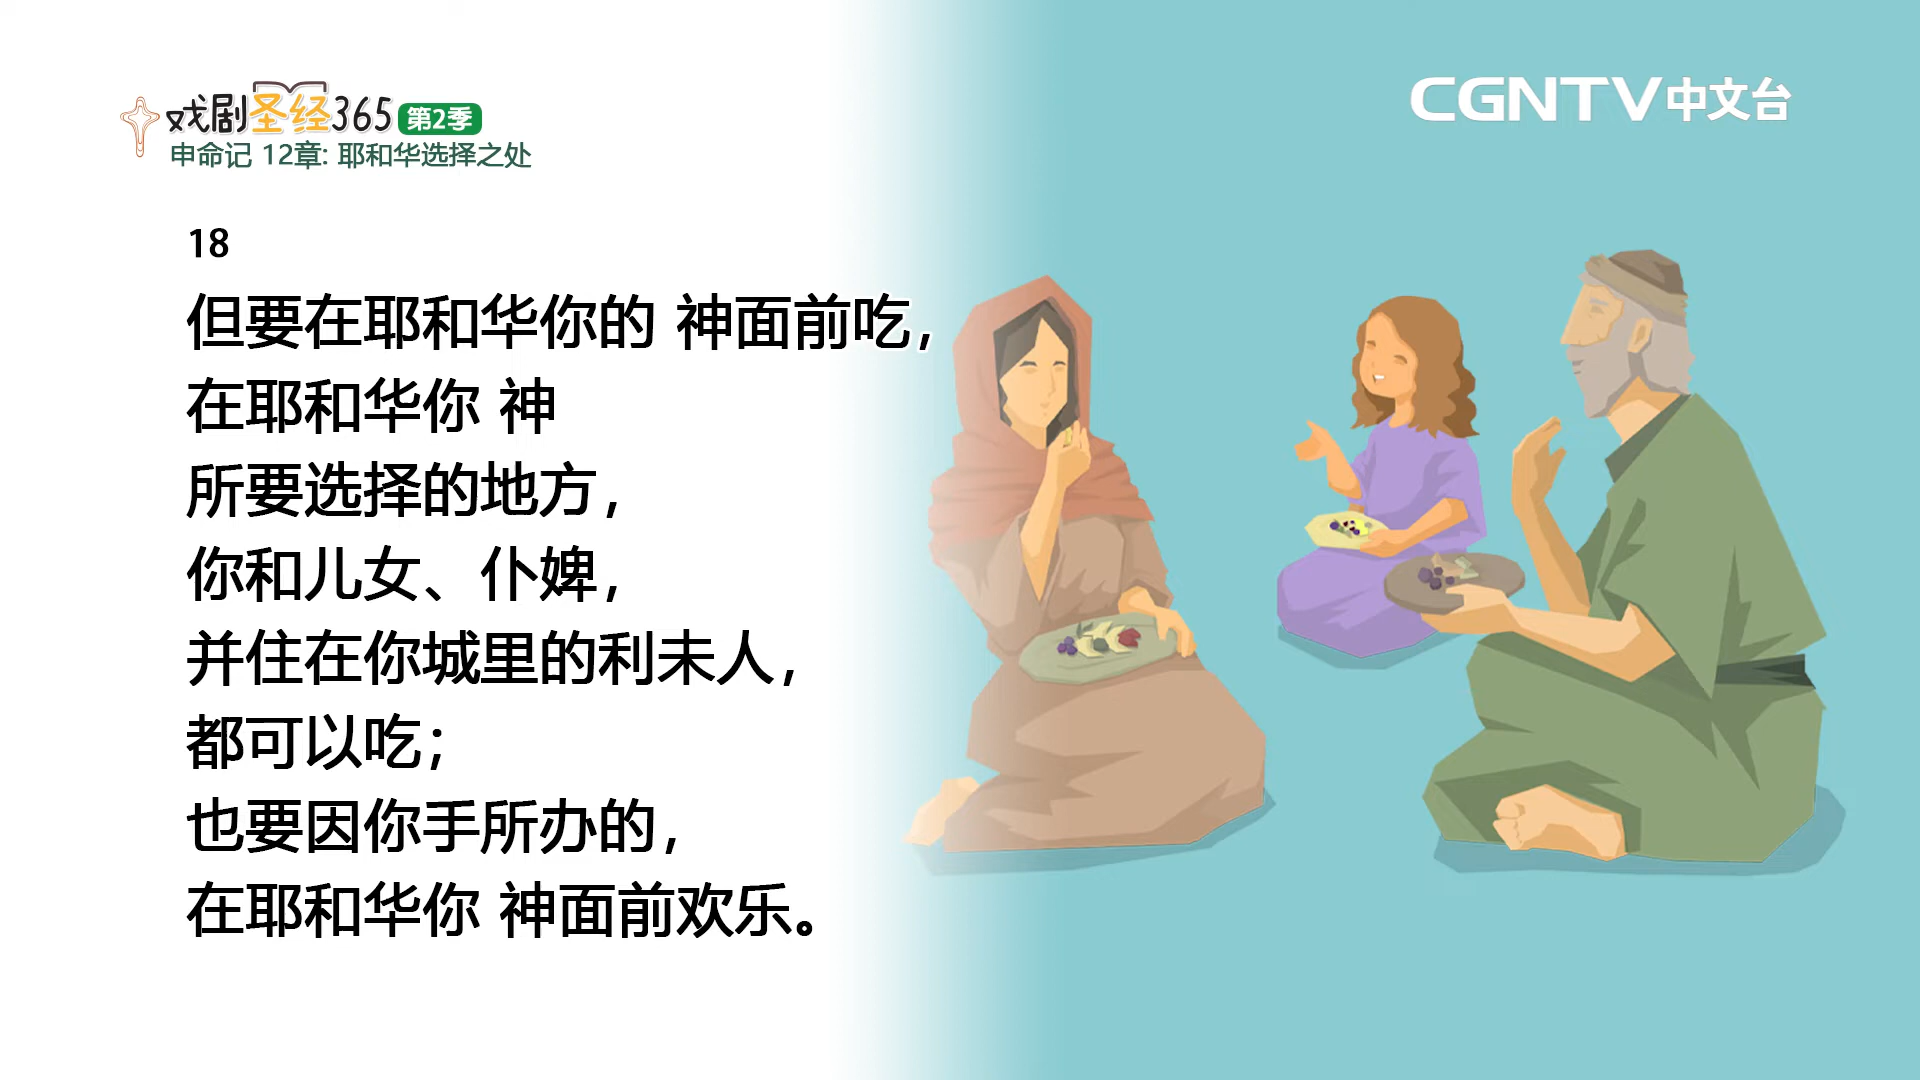 戏剧圣经365 第2季
申命记 12章: 耶和华选择之处
CGNTV中文台
18
但要在耶和华你的 神面前吃，
在耶和华你 神
所要选择的地方，
你和儿女、仆婢，
并住在你城里的利未人，
都可以吃；
也要因你手所办的，
在耶和华你 神面前欢乐。